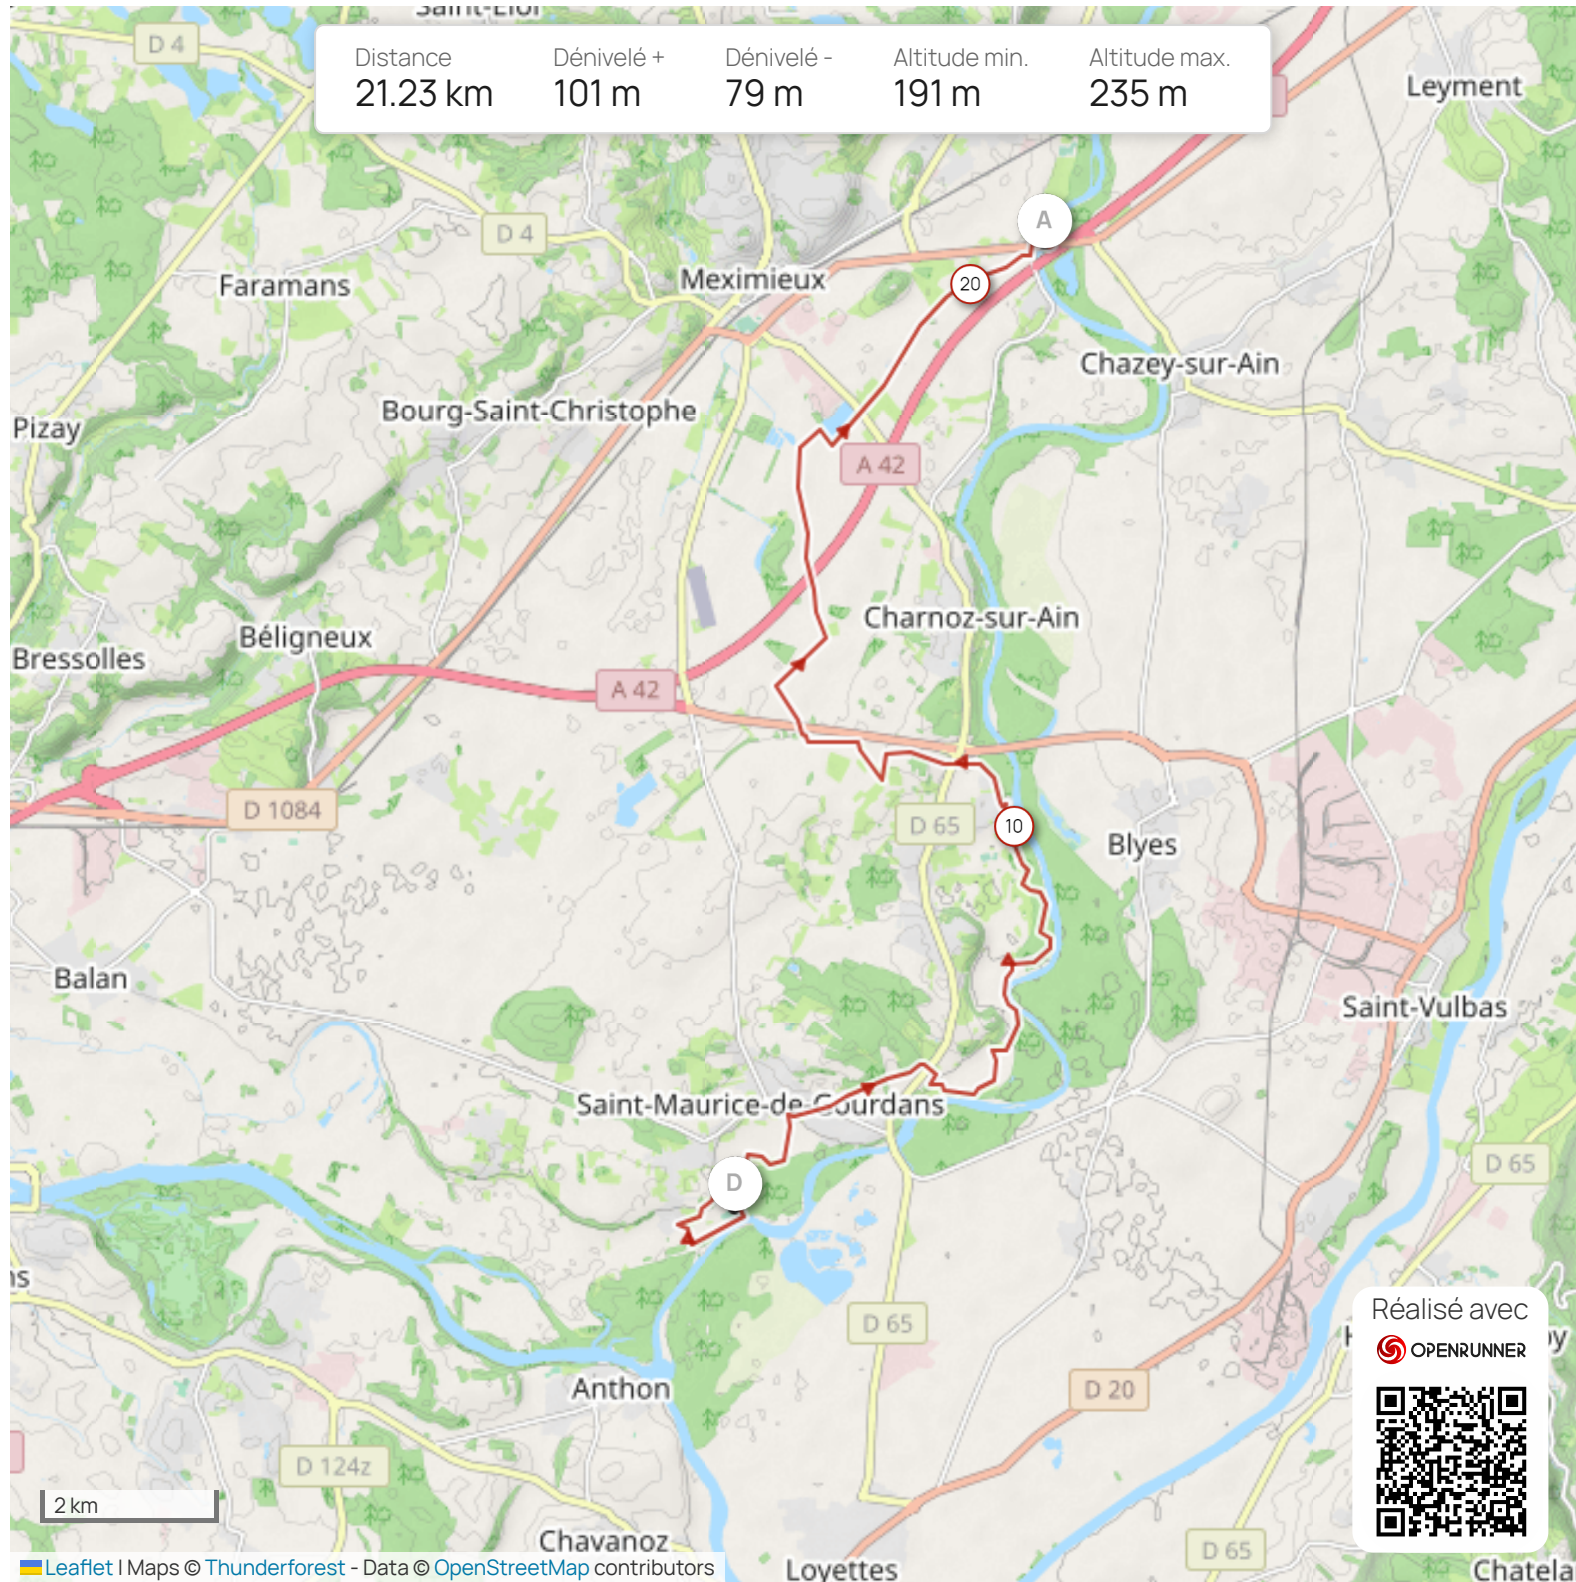 Saint-Eloi
D 4
Distance
Dénivelé +
Dénivelé -
Altitude min.
Altitude max.
21.23 km
101 m
79 m
191 m
235 m
Leyment
A
D 4
Meximieux
Faramans
20
Chazey-sur-Ain
Bourg-Saint-Christophe
Pizay
A 42
Charnoz-sur-Ain
Béligneux
Bressolles
A 42
D 1084
D 65
10
Blyes
Balan
Saint-Vulbas
Saint-Maurice-de-Gourdans
D 65
D
D 65
Réalisé avec
OPENRUNNER
Anthon
D 20
D 124z
2 km
Chavanoz
D 65
Leaflet | Maps © Thunderforest - Data © OpenStreetMap contributors
Loyettes
Chatela